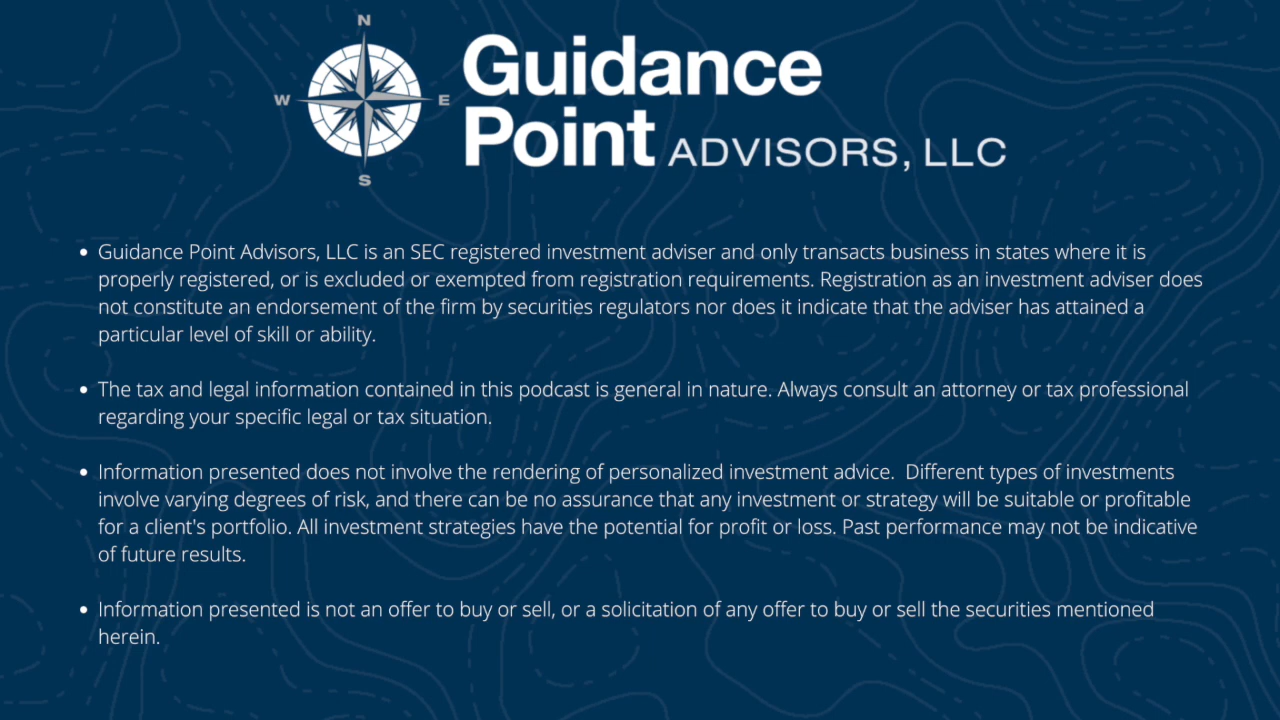 N
W
E
S
Guidance
Point ADVISORS, LLC
• Guidance Point Advisors, LLC is an SEC registered investment adviser and only transacts business in states where it is
properly registered, or is excluded or exempted from registration requirements. Registration as an investment adviser does
not constitute an endorsement of the firm by securities regulators nor does it indicate that the adviser has attained a
particular level of skill or ability.
• The tax and legal information contained in this podcast is general in nature. Always consult an attorney or tax professional
regarding your specific legal or tax situation.
• Information presented does not involve the rendering of personalized investment advice.  Different types of investments
involve varying degrees of risk, and there can be no assurance that any investment or strategy will be suitable or profitable
for a client's portfolio. All investment strategies have the potential for profit or loss. Past performance may not be indicative
of future results.
• Information presented is not an offer to buy or sell, or a solicitation of any offer to buy or sell the securities mentioned
herein.